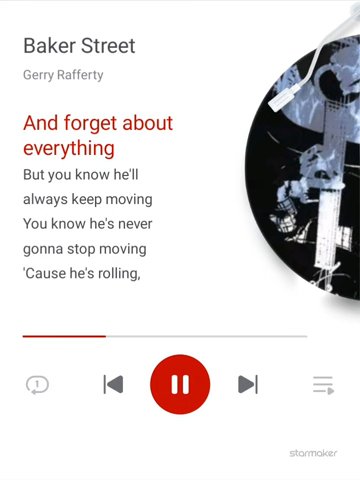 Baker Street
Gerry Rafferty
And forget about
everything
But you know he'll
always keep moving
You know he's never
gonna stop moving
'Cause he's rolling,
1
starmaker